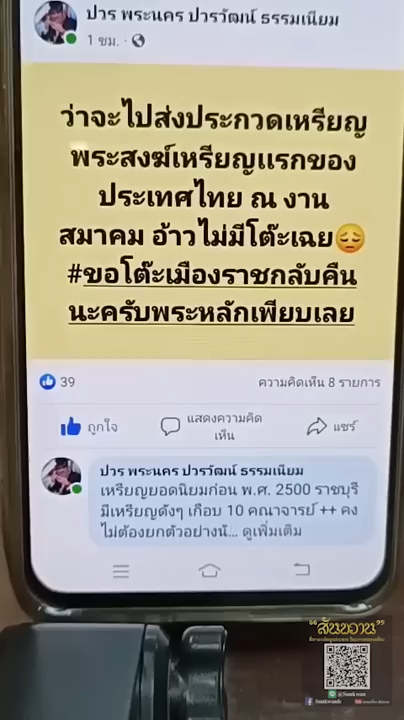 ปวร พระนคร ปวรวัฒน์ ธรรมเนียม
1 ชม. ·
ว่าจะไปส่งประกวดเหรียญ
พระสงฆ์เหรียญแรกของ
ประเทศไทย ณ งาน
สมาคม อ้าวไม่มีโต๊ะเฉย😔
#ขอโต๊ะเมืองราชกลับคืน
นะครับพระหลักเพียบเลย
39
ความคิดเห็น 8 รายการ
ถูกใจ
แสดงความคิด
เห็น
แชร์
ปวร พระนคร ปวรวัฒน์ ธรรมเนียม
เหรียญยอดนิยมก่อน พ.ศ. 2500 ราชบุรี
มีเหรียญดังๆ เกือบ 10 คณาจารย์ ++ คง
ไม่ต้องยกตัวอย่างนั... ดูเพิ่มเติม
"สันขวาน"
@Sunkwan
Sunkwan